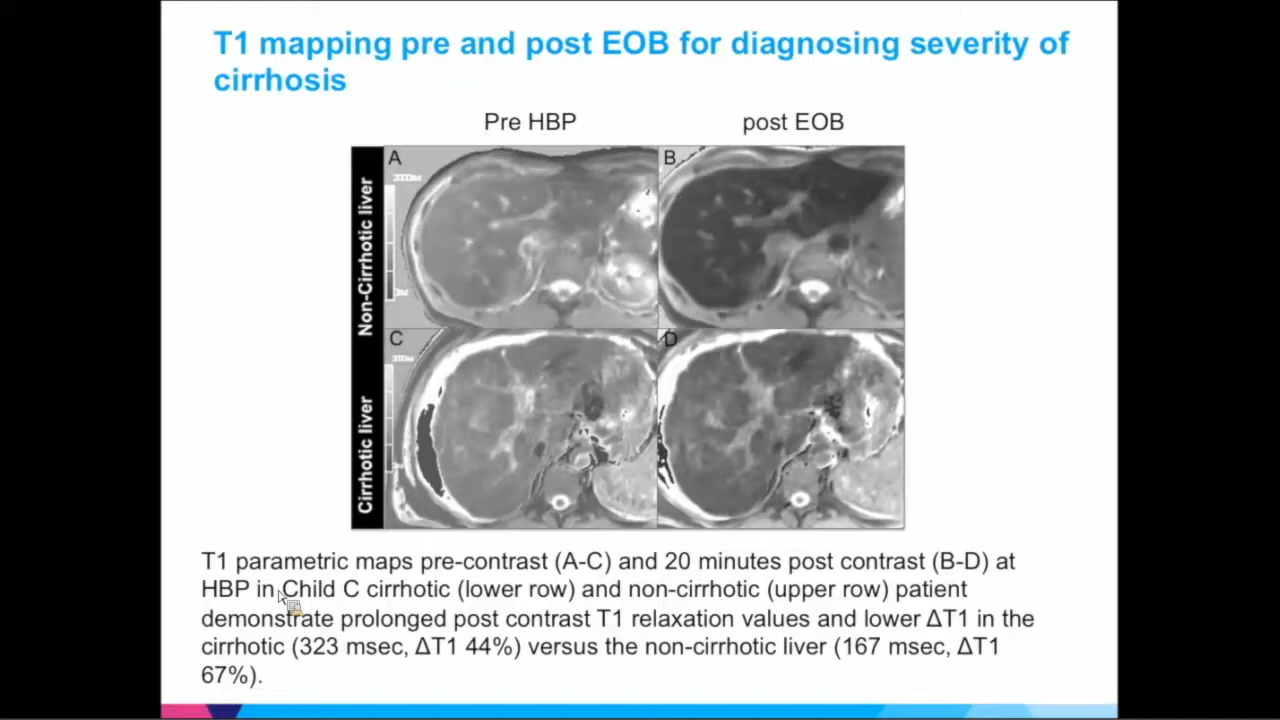 T1 mapping pre and post EOB for diagnosing severity of
cirrhosis
Pre HBP
post EOB
Non-Cirrhotic liver
A
B
Cirrhotic liver
C
D
T1 parametric maps pre-contrast (A-C) and 20 minutes post contrast (B-D) at
HBP in Child C cirrhotic (lower row) and non-cirrhotic (upper row) patient
demonstrate prolonged post contrast T1 relaxation values and lower ΔT1 in the
cirrhotic (323 msec, ΔT1 44%) versus the non-cirrhotic liver (167 msec, ΔT1
67%).